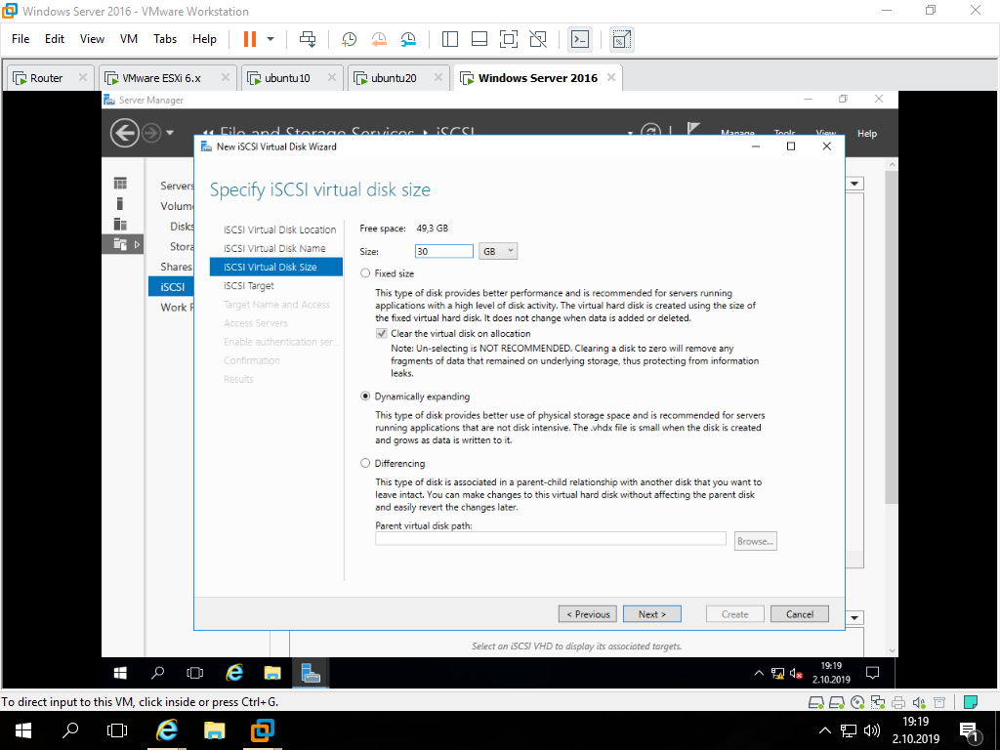 Windows Server 2016 - VMware Workstation
File Edit View VM Tabs Help
Router
VMware ESXi 6.x
ubuntu10
ubuntu20
Windows Server 2016
Server Manager
File and Storage Services iSCSI
Manage Tools View Help
New iSCSI Virtual Disk Wizard
Specify iSCSI virtual disk size
Servers
Disks
Shares
iSCSI
iSCSI Virtual Disk Location
iSCSI Virtual Disk Name
iSCSI Virtual Disk Size
iSCSI Target
Target Name and Access
Access Servers
Enable authentication ser...
Confirmation
Results
Free space: 49,3 GB
Size: 30 GB
Fixed size
This type of disk provides better performance and is recommended for servers running
applications with a high level of disk activity. The virtual hard disk is created using the size of
the fixed virtual hard disk. It does not change when data is added or deleted.
Clear the virtual disk on allocation
Note: Un-selecting is NOT RECOMMENDED. Clearing a disk to zero will remove any
fragments of data that remained on underlying storage, thus protecting from information
leaks.
Dynamically expanding
This type of disk provides better use of physical storage space and is recommended for servers
running applications that are not disk intensive. The .vhdx file is small when the disk is created
and grows as data is written to it.
Differencing
This type of disk is associated in a parent-child relationship with another disk that you want to
leave intact. You can make changes to this virtual hard disk without affecting the parent disk
and easily revert the changes later.
Parent virtual disk path:
Browse...
< Previous Next > Create Cancel
Select an iSCSI VHD to display its associated targets.
19:19
2.10.2019
To direct input to this VM, click inside or press Ctrl+G.
19:19
2.10.2019
1